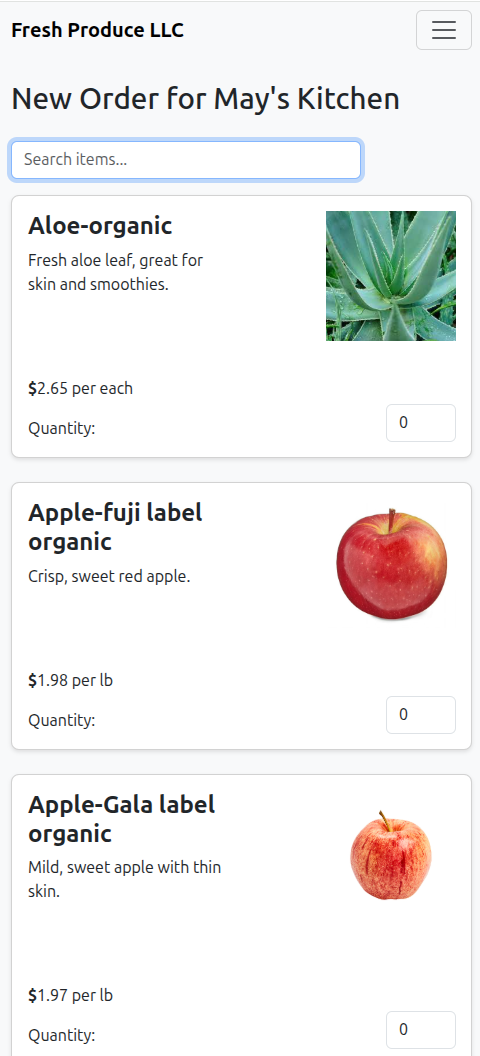 Fresh Produce LLC
New Order for May's Kitchen
Search items...
Aloe-organic
Fresh aloe leaf, great for
skin and smoothies.
$2.65 per each
Quantity:
0
Apple-fuji label
organic
Crisp, sweet red apple.
$1.98 per lb
Quantity:
0
Apple-Gala label
organic
Mild, sweet apple with thin
skin.
$1.97 per lb
Quantity:
0